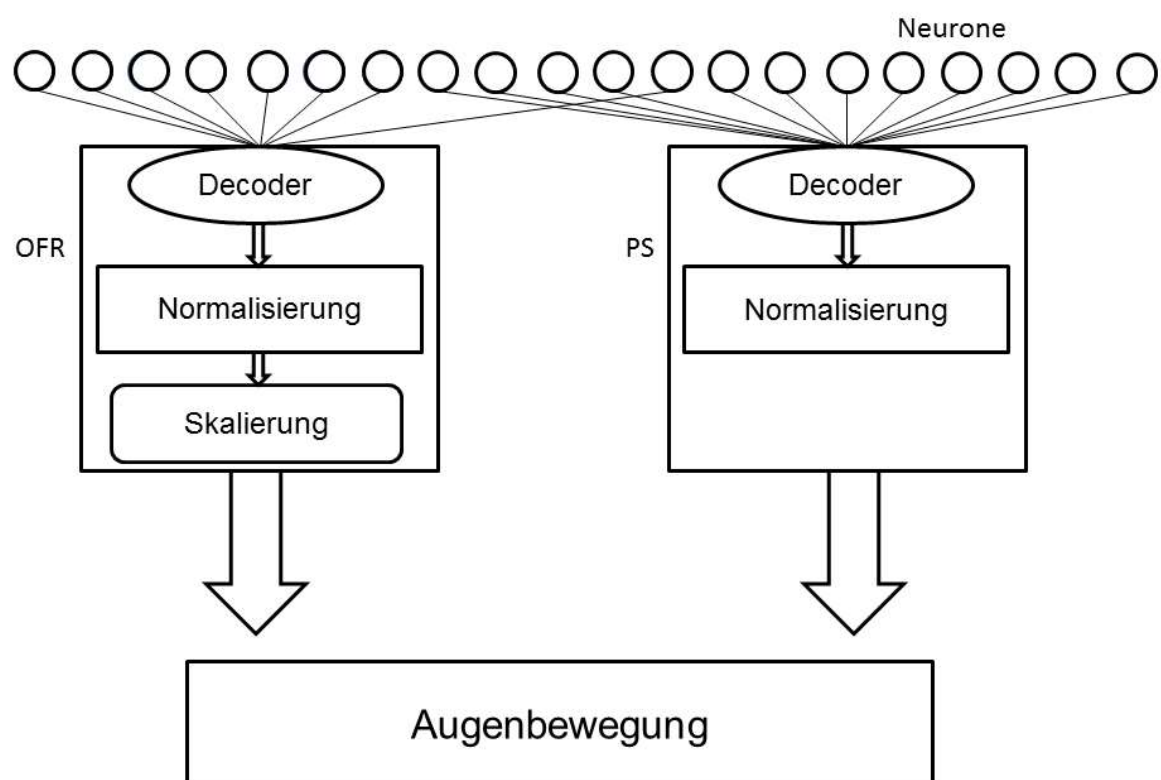 Neurone
Decoder
Decoder
OFR
PS
Normalisierung
Normalisierung
Skalierung
Augenbewegung